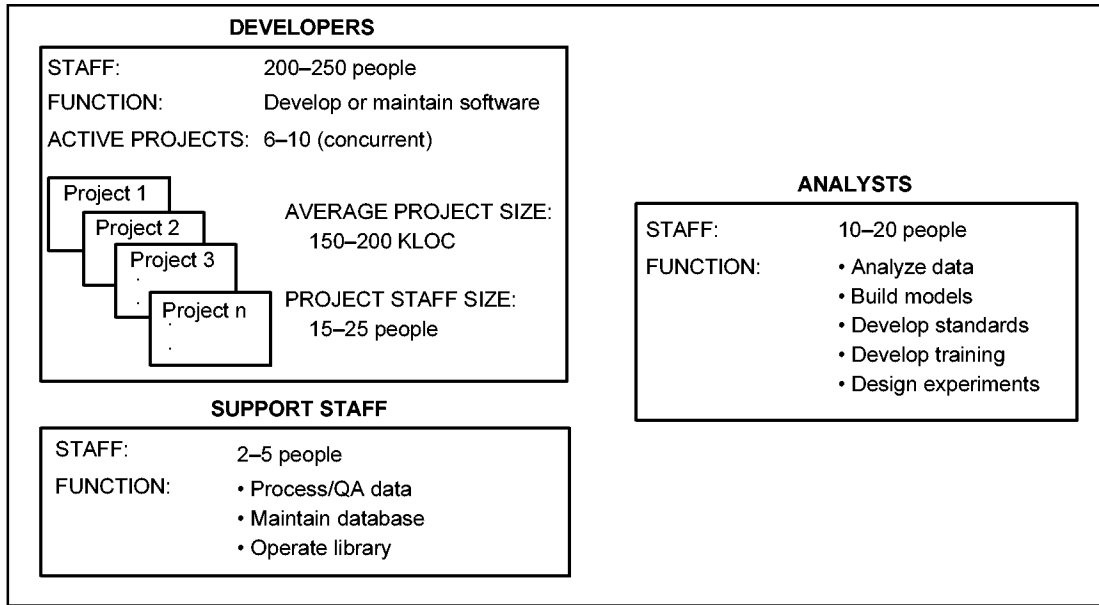 DEVELOPERS
STAFF: 200–250 people
FUNCTION: Develop or maintain software
ACTIVE PROJECTS: 6–10 (concurrent)
Project 1
Project 2
Project 3
.
.
Project n
.
.
AVERAGE PROJECT SIZE:
150–200 KLOC
PROJECT STAFF SIZE:
15–25 people
SUPPORT STAFF
STAFF: 2–5 people
FUNCTION: • Process/QA data
• Maintain database
• Operate library
ANALYSTS
STAFF: 10–20 people
FUNCTION: • Analyze data
• Build models
• Develop standards
• Develop training
• Design experiments